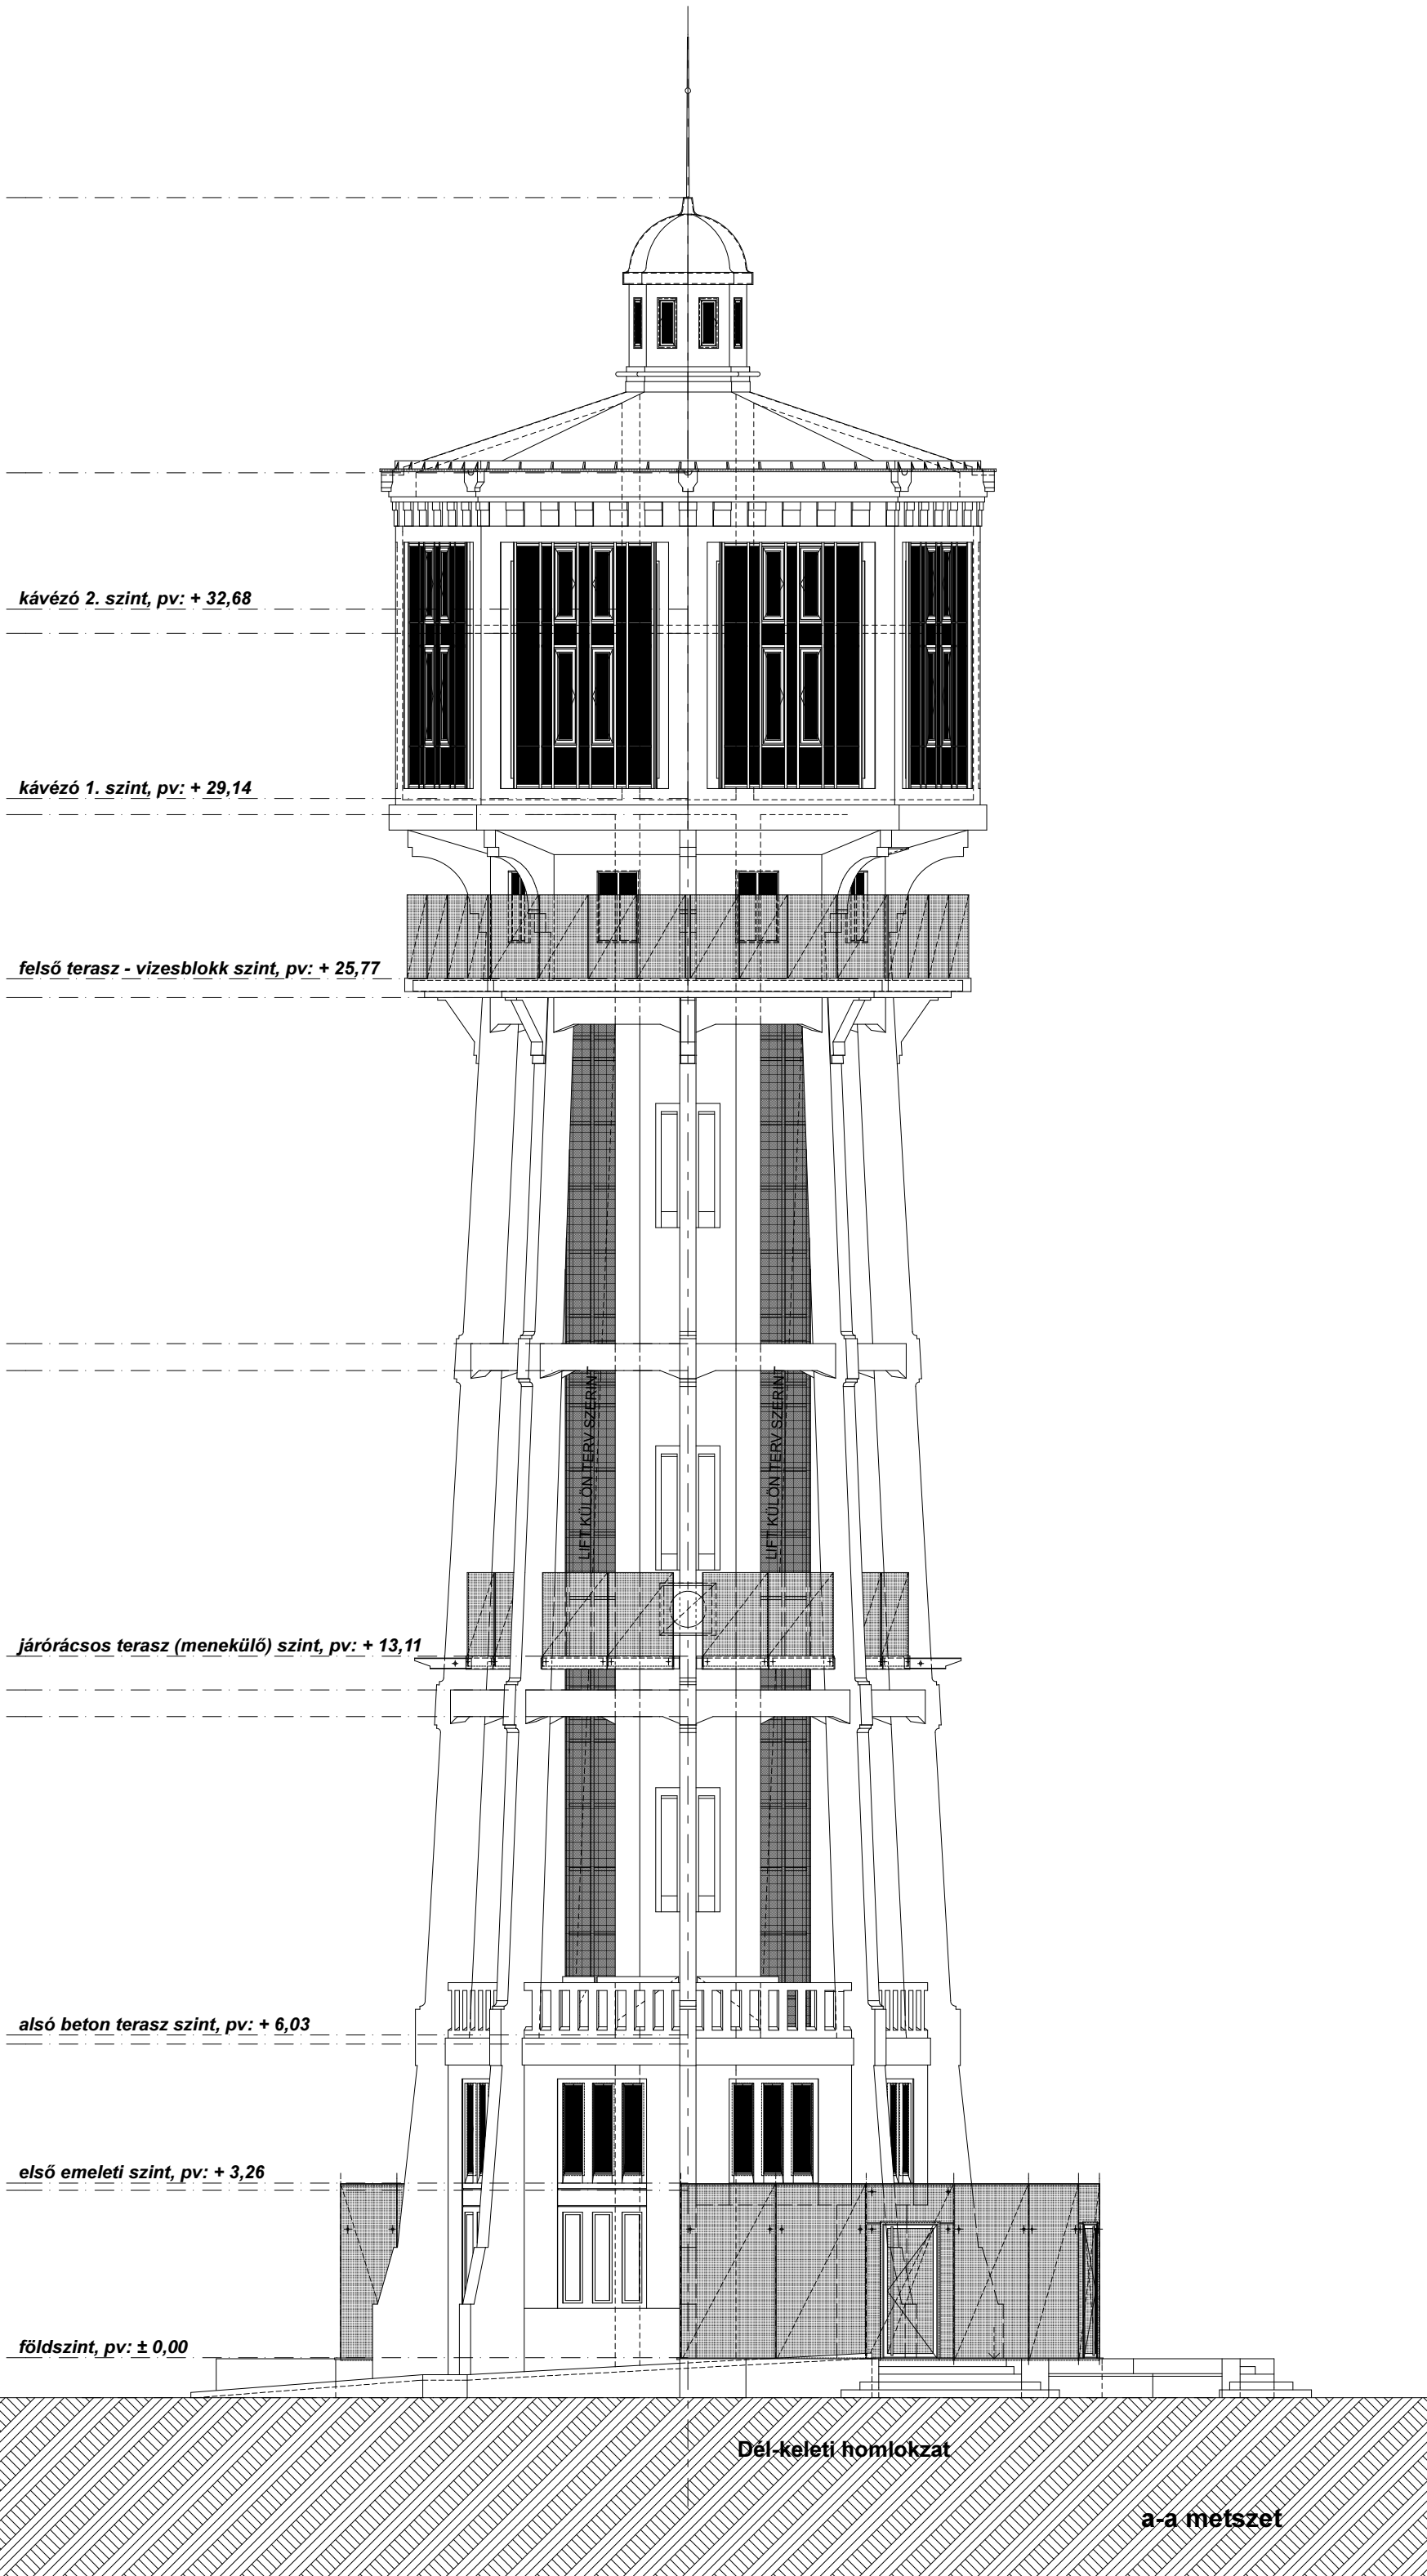 kávézó 2. szint, pv: + 32,68
kávézó 1. szint, pv: + 29,14
felső terasz - vizesblokk szint, pv: + 25,77
LIFT KÜLÖN TERV SZERINT
LIFT KÜLÖN TERV SZERINT
járórácsos terasz (menekülő) szint, pv: + 13,11
alsó beton terasz szint, pv: + 6,03
első emeleti szint, pv: + 3,26
földszint, pv: ± 0,00
Dél-keleti homlokzat
a-a metszet